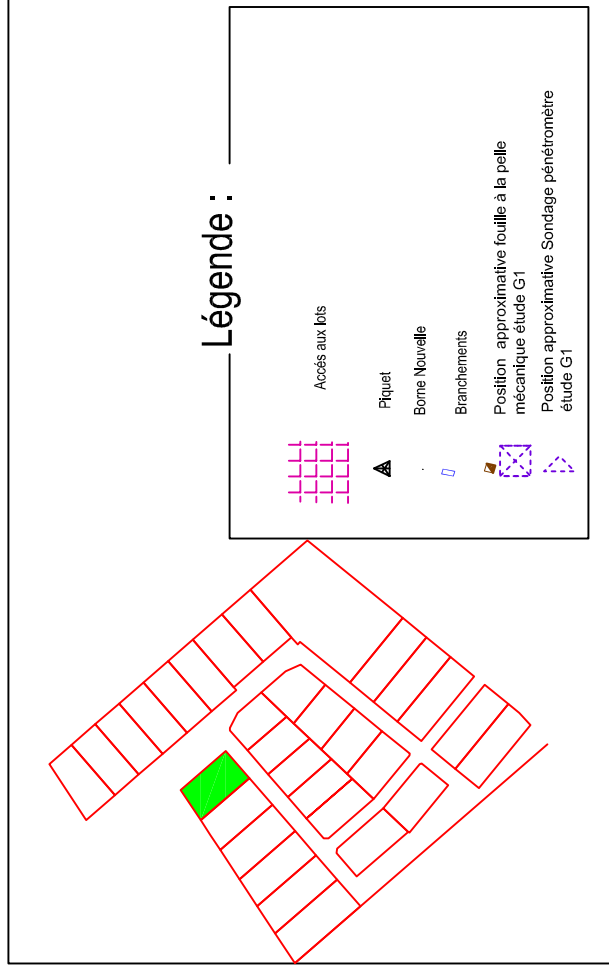 Légende :
Accés aux lots
Piquet
Borne Nouvelle
Branchements
Position approximative fouille à la pelle
mécanique étude G1
Position approximative Sondage pénétromètre
étude G1